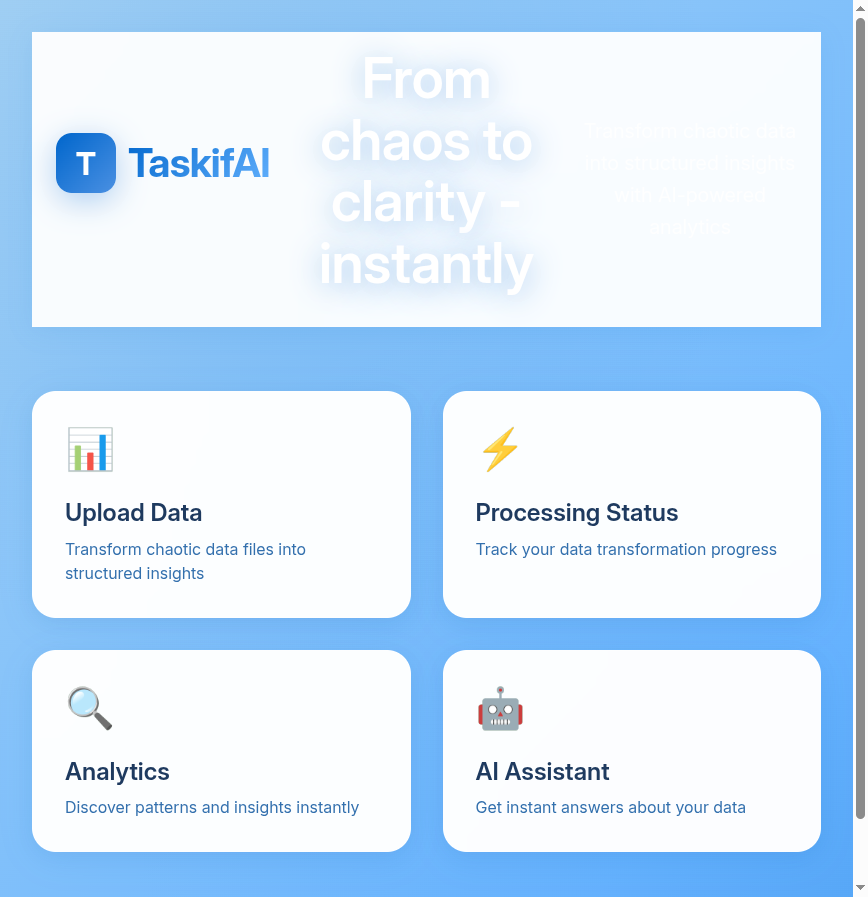 T
TaskifAI
From
chaos to
clarity -
instantly
Transform chaotic data
into structured insights
with AI-powered
analytics
Upload Data
Transform chaotic data files into
structured insights
Processing Status
Track your data transformation progress
Analytics
Discover patterns and insights instantly
AI Assistant
Get instant answers about your data